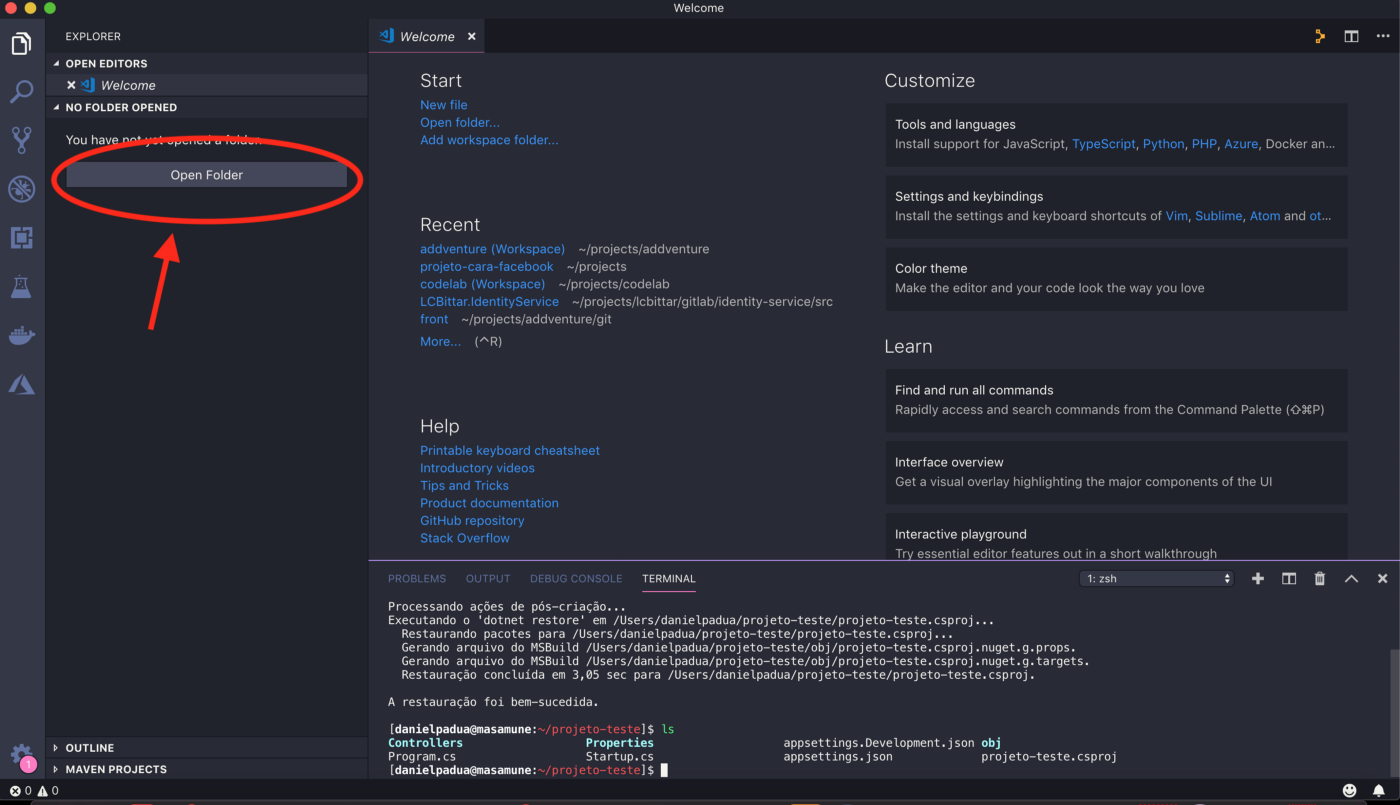 Welcome
EXPLORER
OPEN EDITORS
Welcome
NO FOLDER OPENED
You have not yet opened a folder.
Open Folder
OUTLINE
MAVEN PROJECTS
1
0 0
Welcome
Start
New file
Open folder...
Add workspace folder...
Recent
addventure (Workspace) ~/projects/addventure
projeto-cara-facebook ~/projects
codelab (Workspace) ~/projects/codelab
LCBittar.IdentityService ~/projects/lcbittar/gitlab/identity-service/src
front ~/projects/addventure/git
More... (^R)
Help
Printable keyboard cheatsheet
Introductory videos
Tips and Tricks
Product documentation
GitHub repository
Stack Overflow
Customize
Tools and languages
Install support for JavaScript, TypeScript, Python, PHP, Azure, Docker an...
Settings and keybindings
Install the settings and keyboard shortcuts of Vim, Sublime, Atom and ot...
Color theme
Make the editor and your code look the way you love
Learn
Find and run all commands
Rapidly access and search commands from the Command Palette (⇧⌘P)
Interface overview
Get a visual overlay highlighting the major components of the UI
Interactive playground
Try essential editor features out in a short walkthrough
PROBLEMS OUTPUT DEBUG CONSOLE TERMINAL 1: zsh
Processando ações de pós-criação...
Executando o 'dotnet restore' em /Users/danielpadua/projeto-teste/projeto-teste.csproj...
Restaurando pacotes para /Users/danielpadua/projeto-teste/projeto-teste.csproj...
Gerando arquivo do MSBuild /Users/danielpadua/projeto-teste/obj/projeto-teste.csproj.nuget.g.props.
Gerando arquivo do MSBuild /Users/danielpadua/projeto-teste/obj/projeto-teste.csproj.nuget.g.targets.
Restauração concluída em 3,05 sec para /Users/danielpadua/projeto-teste/projeto-teste.csproj.
A restauração foi bem-sucedida.
[danielpadua@masamune:~/projeto-teste]$ ls
Controllers Properties appsettings.Development.json obj
Program.cs Startup.cs appsettings.json projeto-teste.csproj
[danielpadua@masamune:~/projeto-teste]$